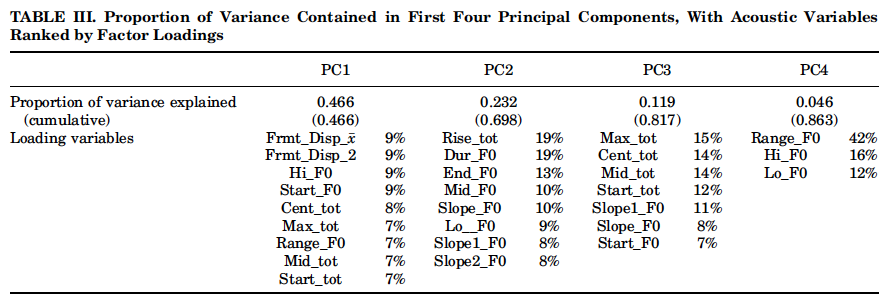 TABLE III. Proportion of Variance Contained in First Four Principal Components, With Acoustic Variables
Ranked by Factor Loadings
PC1 PC2 PC3 PC4
Proportion of variance explained 0.466 0.232 0.119 0.046
(cumulative) (0.466) (0.698) (0.817) (0.863)
Loading variables Frmt_Disp_x̄ 9% Rise_tot 19% Max_tot 15% Range_F0 42%
Frmt_Disp_2 9% Dur_F0 19% Cent_tot 14% Hi_F0 16%
Hi_F0 9% End_F0 13% Mid_tot 14% Lo_F0 12%
Start_F0 9% Mid_F0 10% Start_tot 12%
Cent_tot 8% Slope_F0 10% Slope1_F0 11%
Max_tot 7% Lo__F0 9% Slope_F0 8%
Range_F0 7% Slope1_F0 8% Start_F0 7%
Mid_tot 7% Slope2_F0 8%
Start_tot 7%